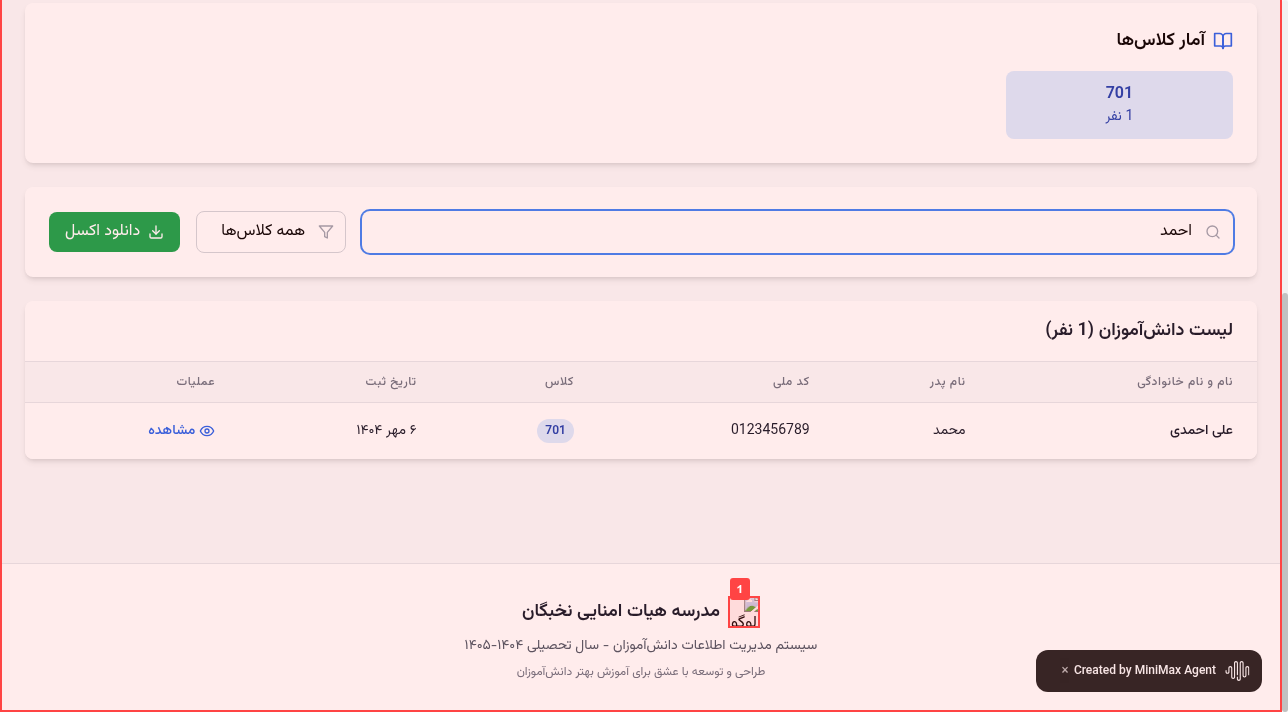 آمار کلاس‌ها
701
1 نفر
احمد
همه کلاس‌ها
دانلود اکسل
لیست دانش‌آموزان (1 نفر)
نام و نام خانوادگی نام پدر کد ملی کلاس تاریخ ثبت عملیات
علی احمدی محمد 0123456789 701 ۶ مهر ۱۴۰۴ مشاهده
1
لوگو
مدرسه هیات امنایی نخبگان
سیستم مدیریت اطلاعات دانش‌آموزان - سال تحصیلی ۱۴۰۴-۱۴۰۵
طراحی و توسعه با عشق برای آموزش بهتر دانش‌آموزان
Created by MiniMax Agent ×